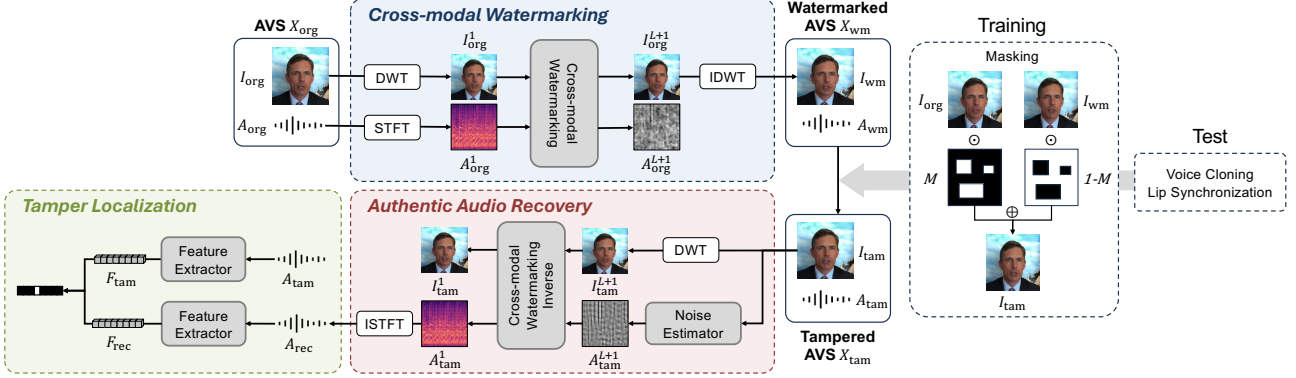 Cross-modal Watermarking
AVS X_org
I_org
A_org
DWT
STFT
I^1_org
A^1_org
Cross-modal
Watermarking
I^{L+1}_org
A^{L+1}_org
IDWT
Watermarked
AVS X_wm
I_wm
A_wm
Training
Masking
I_org
I_wm
⊙
⊙
M
1-M
⊕
I_tam
Test
Voice Cloning
Lip Synchronization
Tamper Localization
F_tam
Feature
Extractor
A_tam
F_rec
Feature
Extractor
A_rec
Authentic Audio Recovery
ISTFT
I^1_tam
A^1_tam
Cross-modal
Watermarking
Inverse
I^{L+1}_tam
A^{L+1}_tam
DWT
Noise
Estimator
I_tam
A_tam
Tampered
AVS X_tam